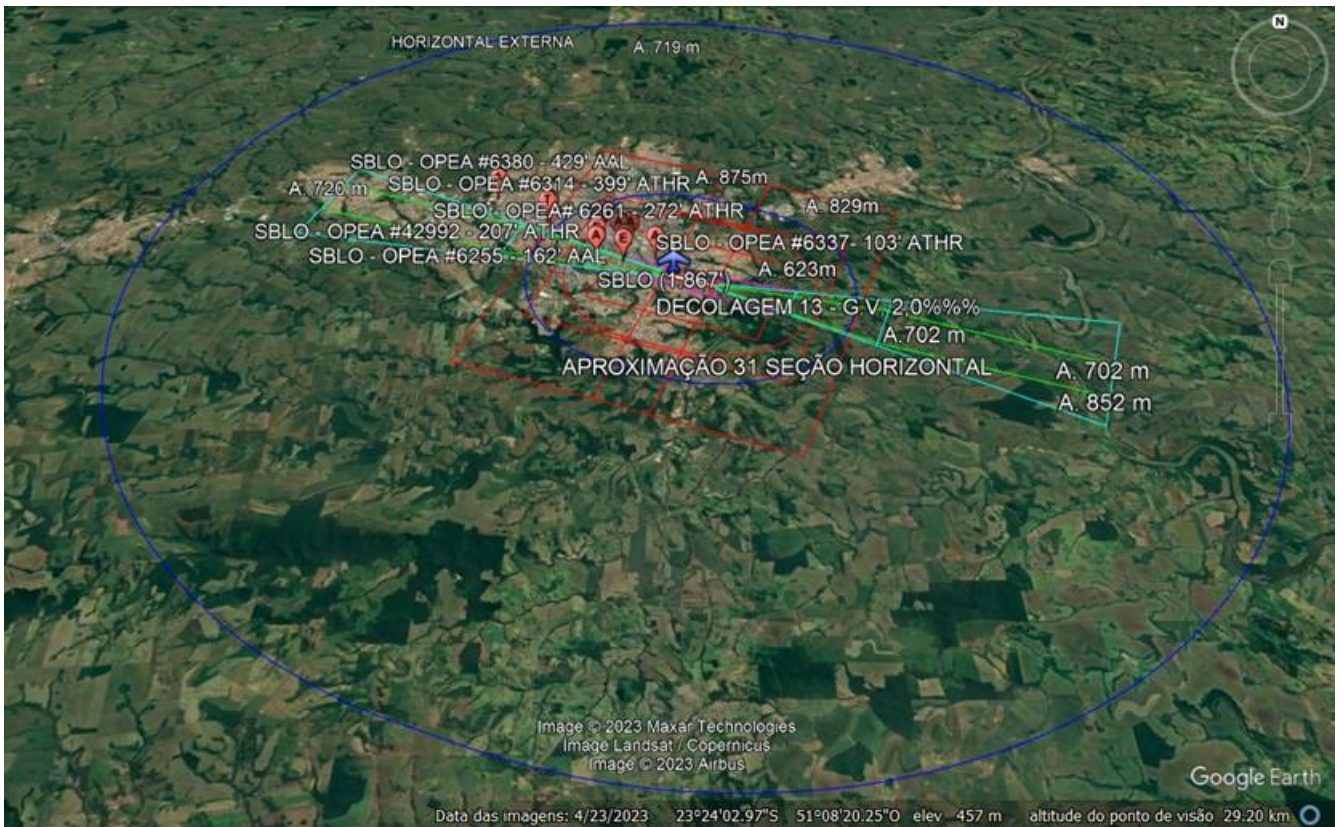 N
HORIZONTAL EXTERNA
A. 719 m
SBLO - OPEA #6380 - 429' AAL
A. 875m
A. 720 m
SBLO - OPEA #6314 - 399' ATHR
A. 829m
SBLO - OPEA# 6261 - 272' ATHR
SBLO - OPEA #42992 - 207' ATHR
A
E
SBLO - OPEA #6337- 103' ATHR
SBLO - OPEA #6255 - 162' AAL
A. 623m
SBLO (1.867')
DECOLAGEM 13 - G.V. 2,0%%%
A.702 m
APROXIMAÇÃO 31 SEÇÃO HORIZONTAL
A. 702 m
A. 852 m
Image © 2023 Maxar Technologies
Image Landsat / Copernicus
Image © 2023 Airbus
Google Earth
Data das imagens: 4/23/2023 23°24'02.97"S 51°08'20.25"O elev 457 m altitude do ponto de visão 29.20 km